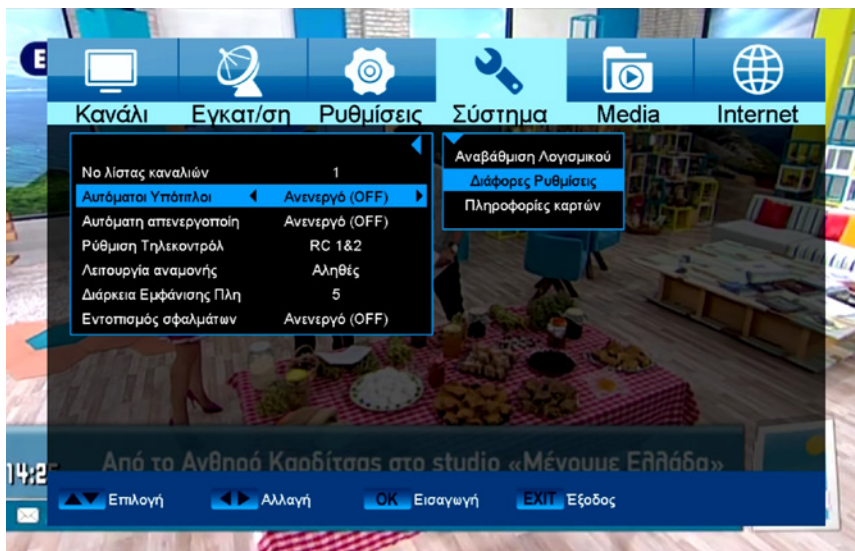 E
Κανάλι Εγκατ/ση Ρυθμίσεις Σύστημα Media Internet
Νο λίστας καναλιών 1
Αυτόματοι Υπότιτλοι Ανενεργό (OFF)
Αυτόματη απενεργοποίη Ανενεργό (OFF)
Ρύθμιση Τηλεκοντρόλ RC 1&2
Λειτουργία αναμονής Αληθές
Διάρκεια Εμφάνισης Πλη 5
Εντοπισμός σφαλμάτων Ανενεργό (OFF)
Αναβάθμιση Λογισμικού
Διάφορες Ρυθμίσεις
Πληροφορίες καρτών
Από το Ανθηρό Καρδίτσας στο studio «Μένουμε Ελλάδα»
14:2
Επιλογή Αλλαγή OK Εισαγωγή EXIT Έξοδος